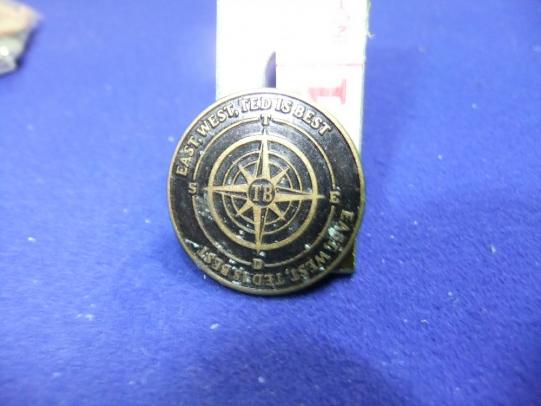 EAST, WEST, TED IS BEST
T
S
TB
E
D
EAST, WEST, TED IS BEST